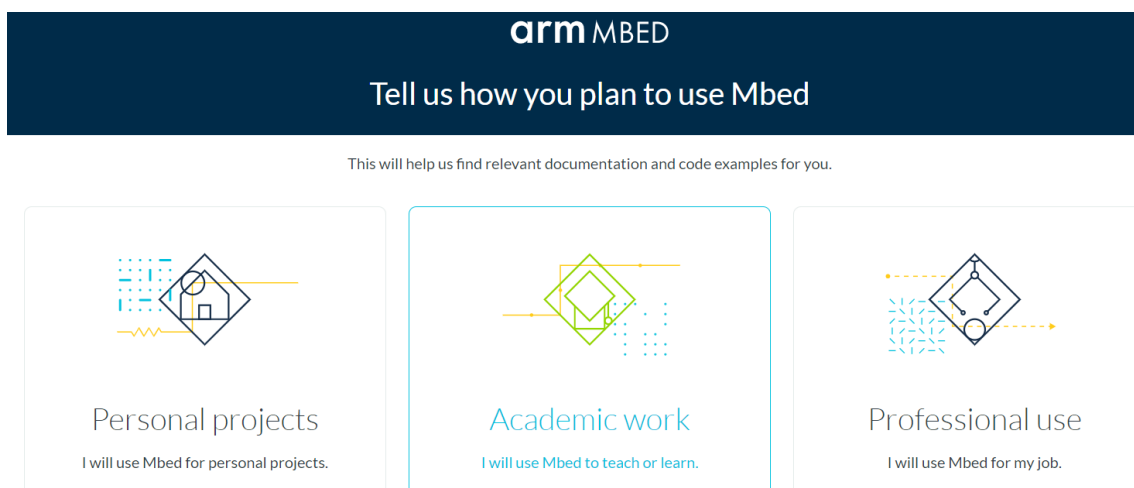 arm MBED
Tell us how you plan to use Mbed
This will help us find relevant documentation and code examples for you.
Personal projects
I will use Mbed for personal projects.
Academic work
I will use Mbed to teach or learn.
Professional use
I will use Mbed for my job.